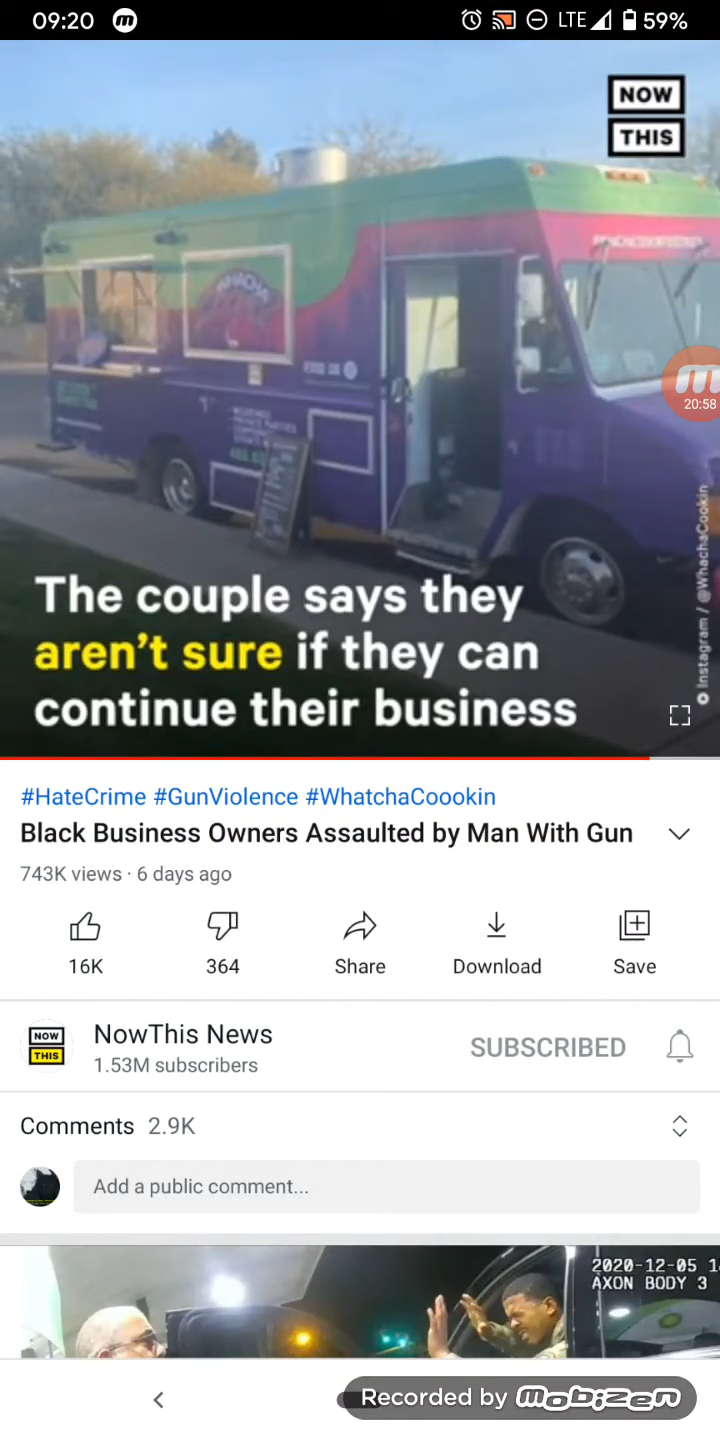 09:20
LTE 59%
NOW
THIS
WHACHA
20:58
Instagram / @WhachaCookin
The couple says they
aren't sure if they can
continue their business
#HateCrime #GunViolence #WhatchaCoookin
Black Business Owners Assaulted by Man With Gun
743K views · 6 days ago
16K 364 Share Download Save
NOW
THIS
NowThis News
1.53M subscribers
SUBSCRIBED
Comments 2.9K
Add a public comment...
2020-12-05
AXON BODY 3
Recorded by Mobizen